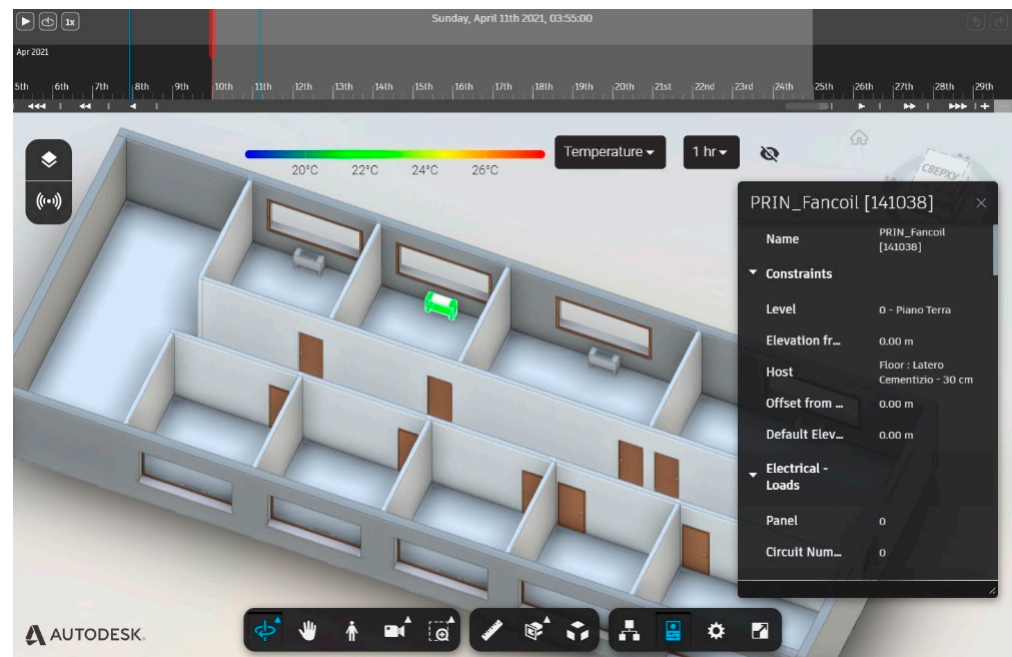 1x
Sunday, April 11th 2021, 03:55:00
Apr 2021
5th 6th 7th 8th 9th 10th 11th 12th 13th 14th 15th 16th 17th 18th 19th 20th 21st 22nd 23rd 24th 25th 26th 27th 28th 29th
Temperature
1 hr
20°C 22°C 24°C 26°C
СВЕРХУ
PRIN_Fancoil [141038]
Name
PRIN_Fancoil
[141038]
Constraints
Level
0 - Piano Terra
Elevation fr...
0.00 m
Host
Floor : Latero
Cementizio - 30 cm
Offset from ...
0.00 m
Default Elev...
0.00 m
Electrical -
Loads
Panel
0
Circuit Num...
0
AUTODESK.